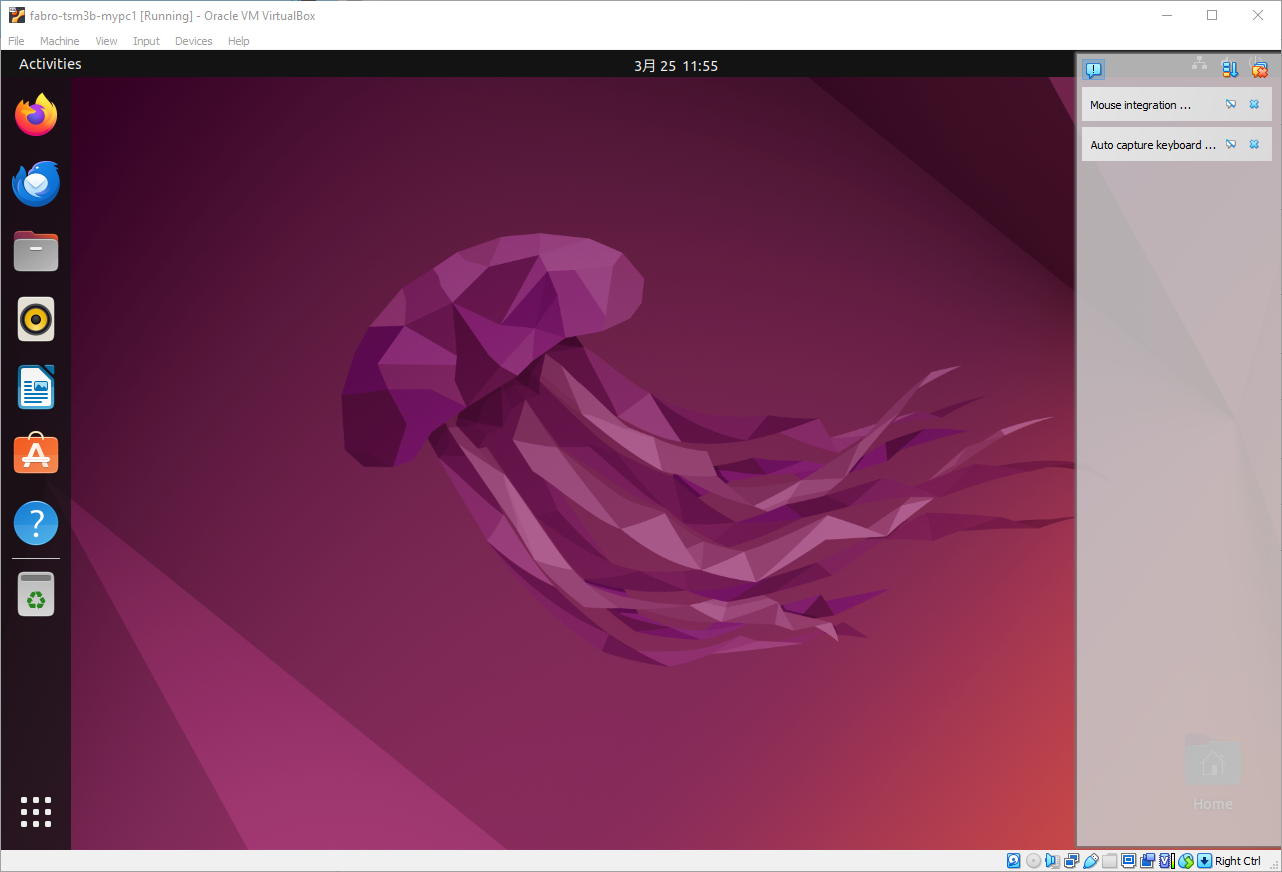 fabro-tsm3b-mypc1 [Running] - Oracle VM VirtualBox
File Machine View Input Devices Help
Activities
3月 25 11:55
Mouse integration ...
Auto capture keyboard ...
Home
Right Ctrl